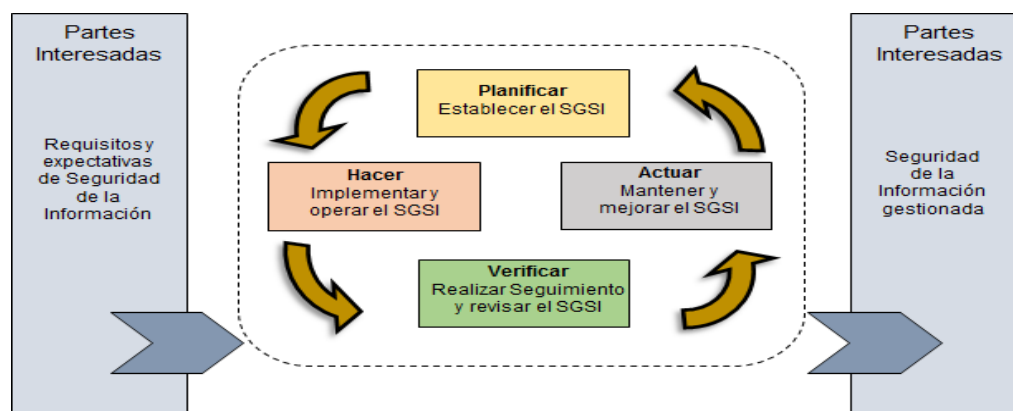 Partes
Interesadas
Requisitos y
expectativas
de Seguridad
de la
Información
Planificar
Establecer el SGSI
Hacer
Implementar y
operar el SGSI
Actuar
Mantener y
mejorar el SGSI
Verificar
Realizar Seguimiento
y revisar el SGSI
Partes
Interesadas
Seguridad
de la
Información
gestionada